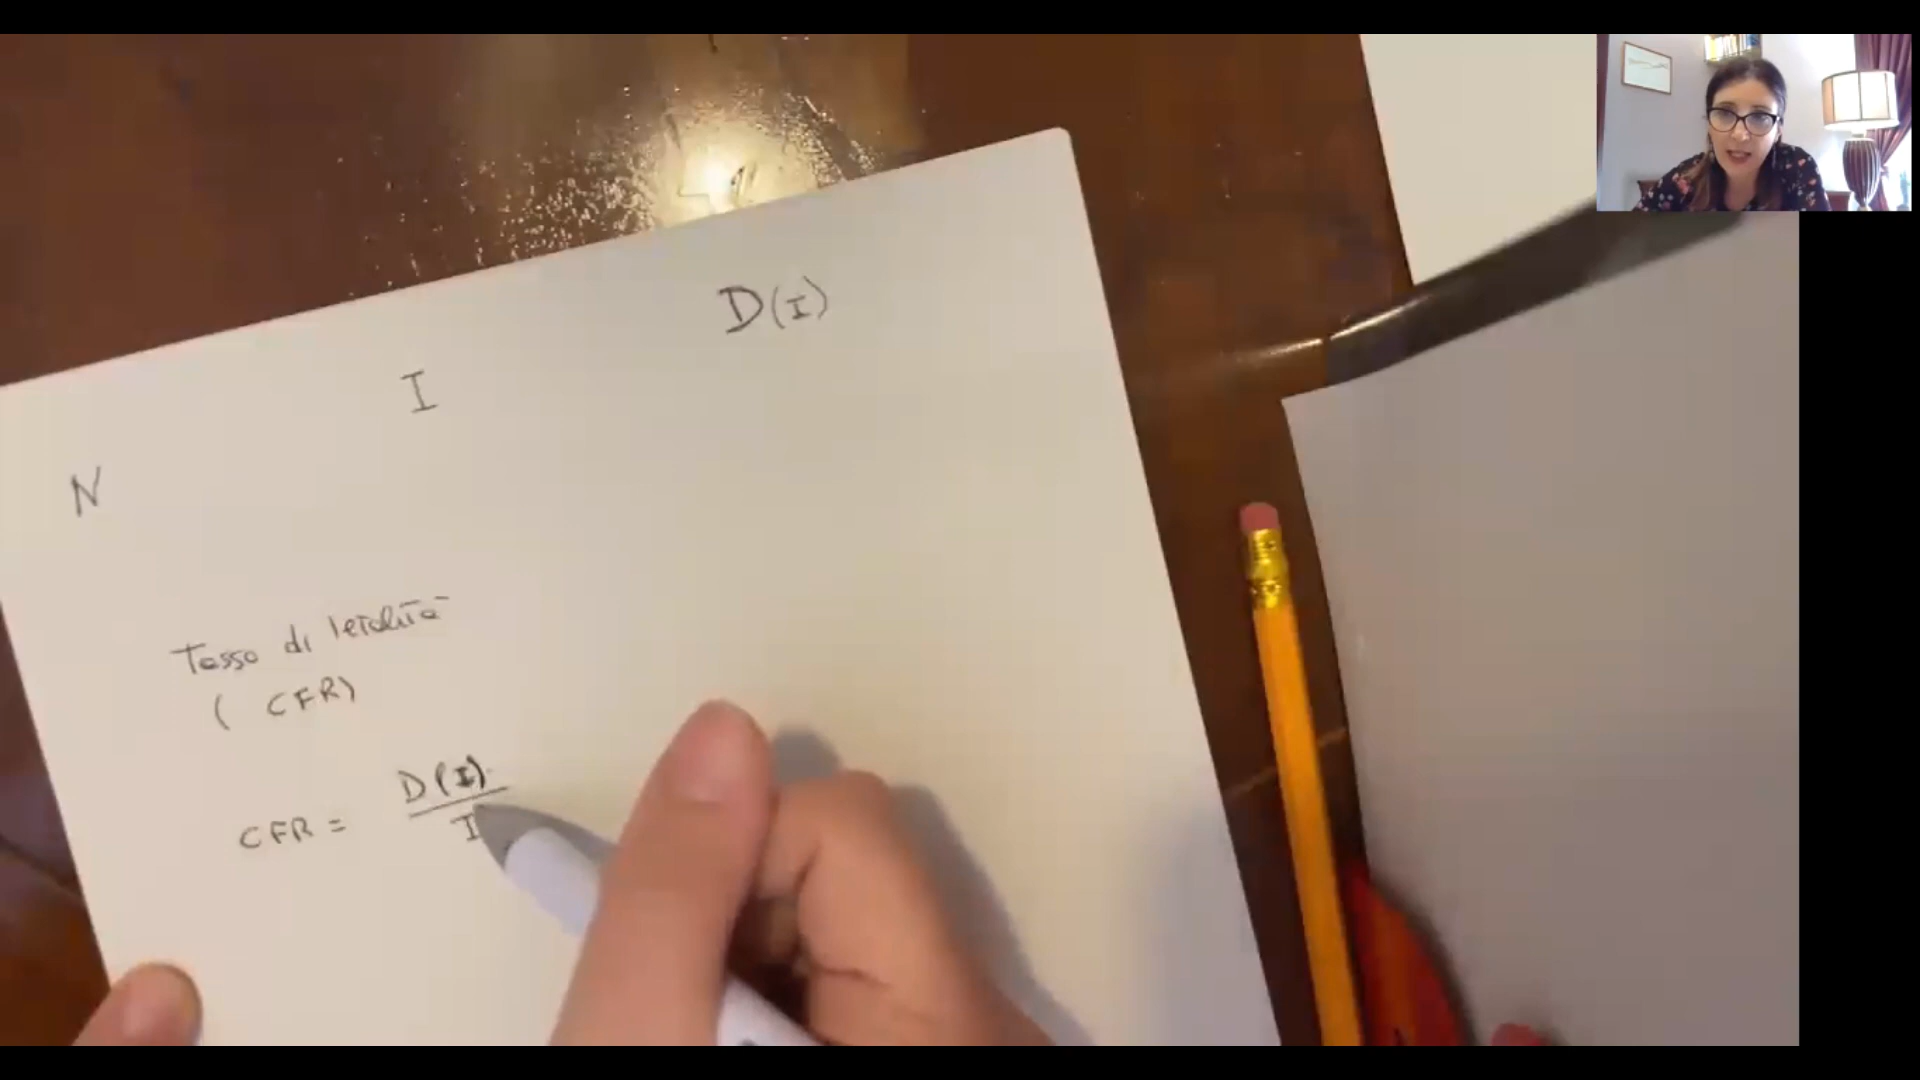 D(I)
I
N
Tasso di letalità
( CFR)
CFR = D(I)
I